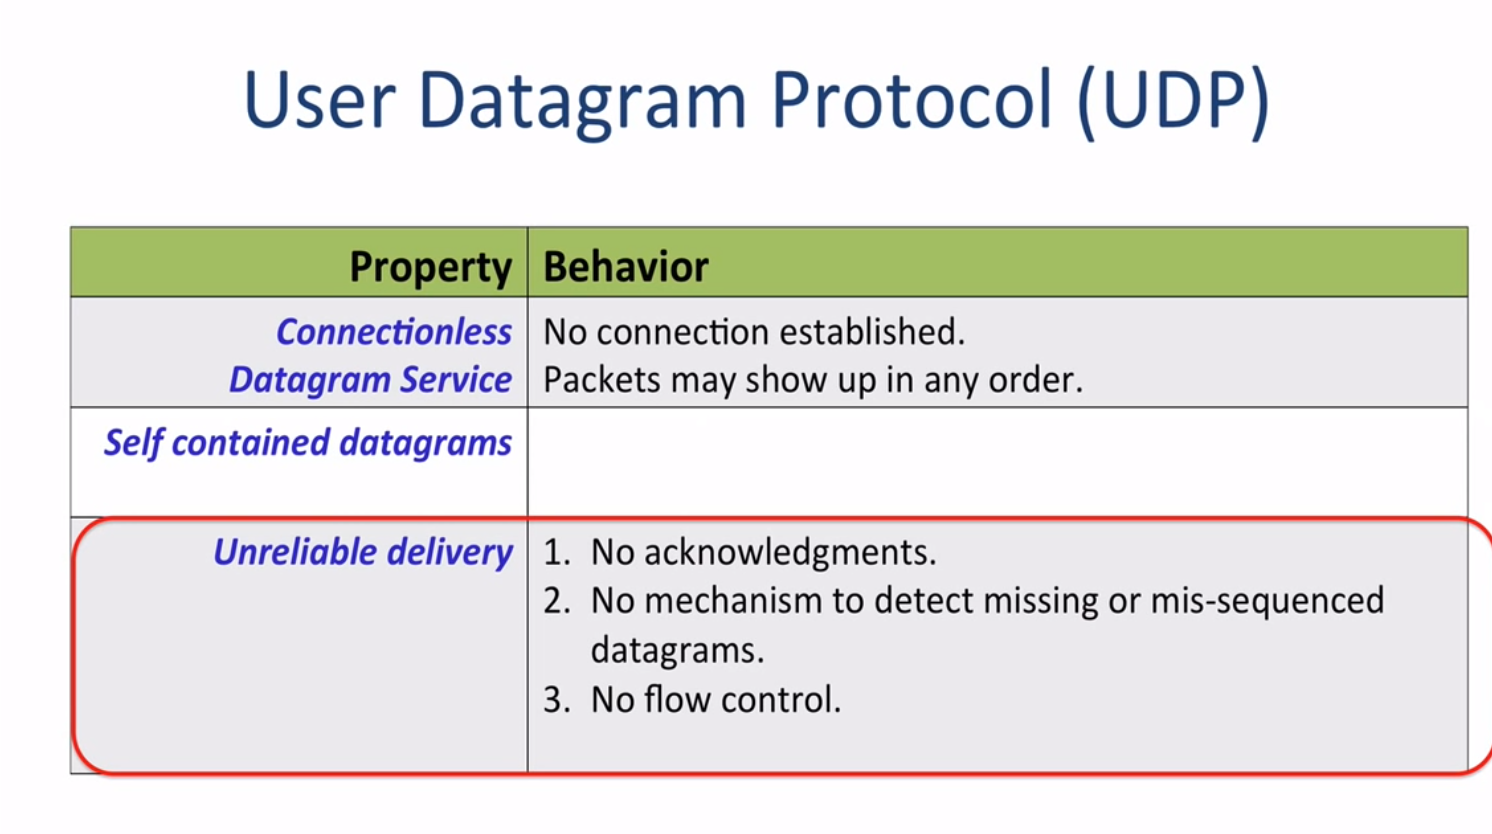 User Datagram Protocol (UDP)
Property
Behavior
Connectionless
Datagram Service
No connection established.
Packets may show up in any order.
Self contained datagrams
Unreliable delivery
1. No acknowledgments.
2. No mechanism to detect missing or mis-sequenced
datagrams.
3. No flow control.